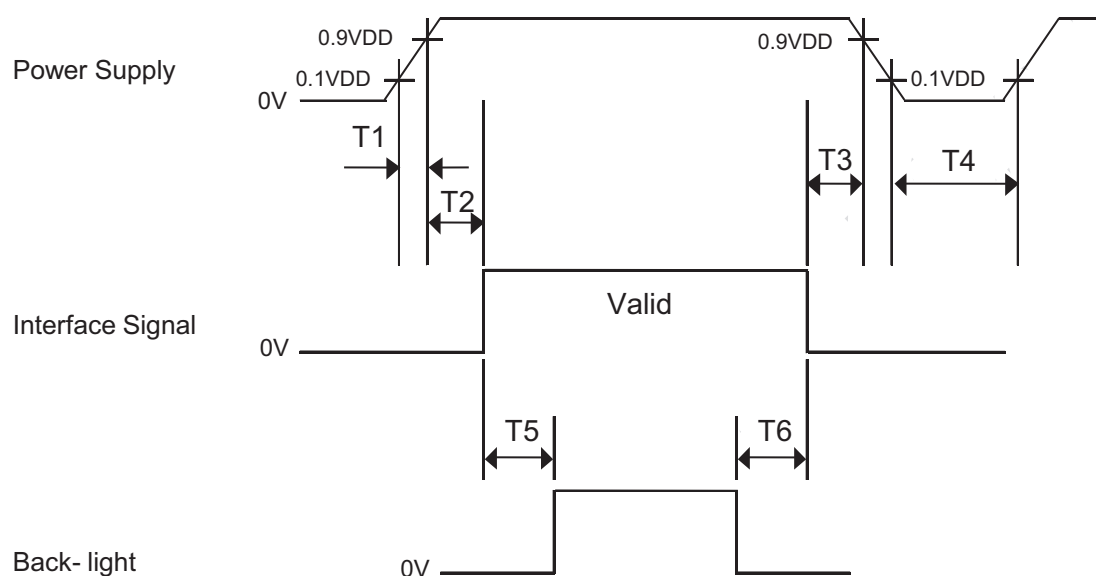 0.9VDD
0.9VDD
Power Supply
0.1VDD
0.1VDD
0V
T1
T3
T4
T2
Valid
Interface Signal
0V
T5
T6
Back- light
0V